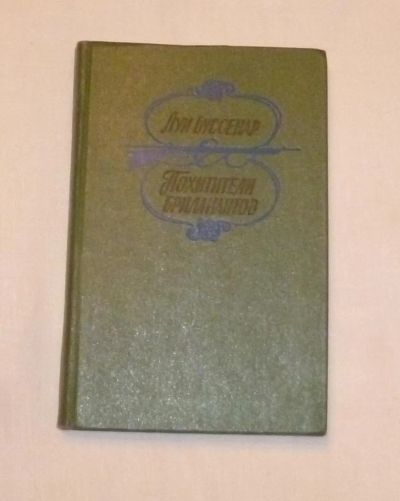 Луи Буссенар
Похитители
бриллиантов